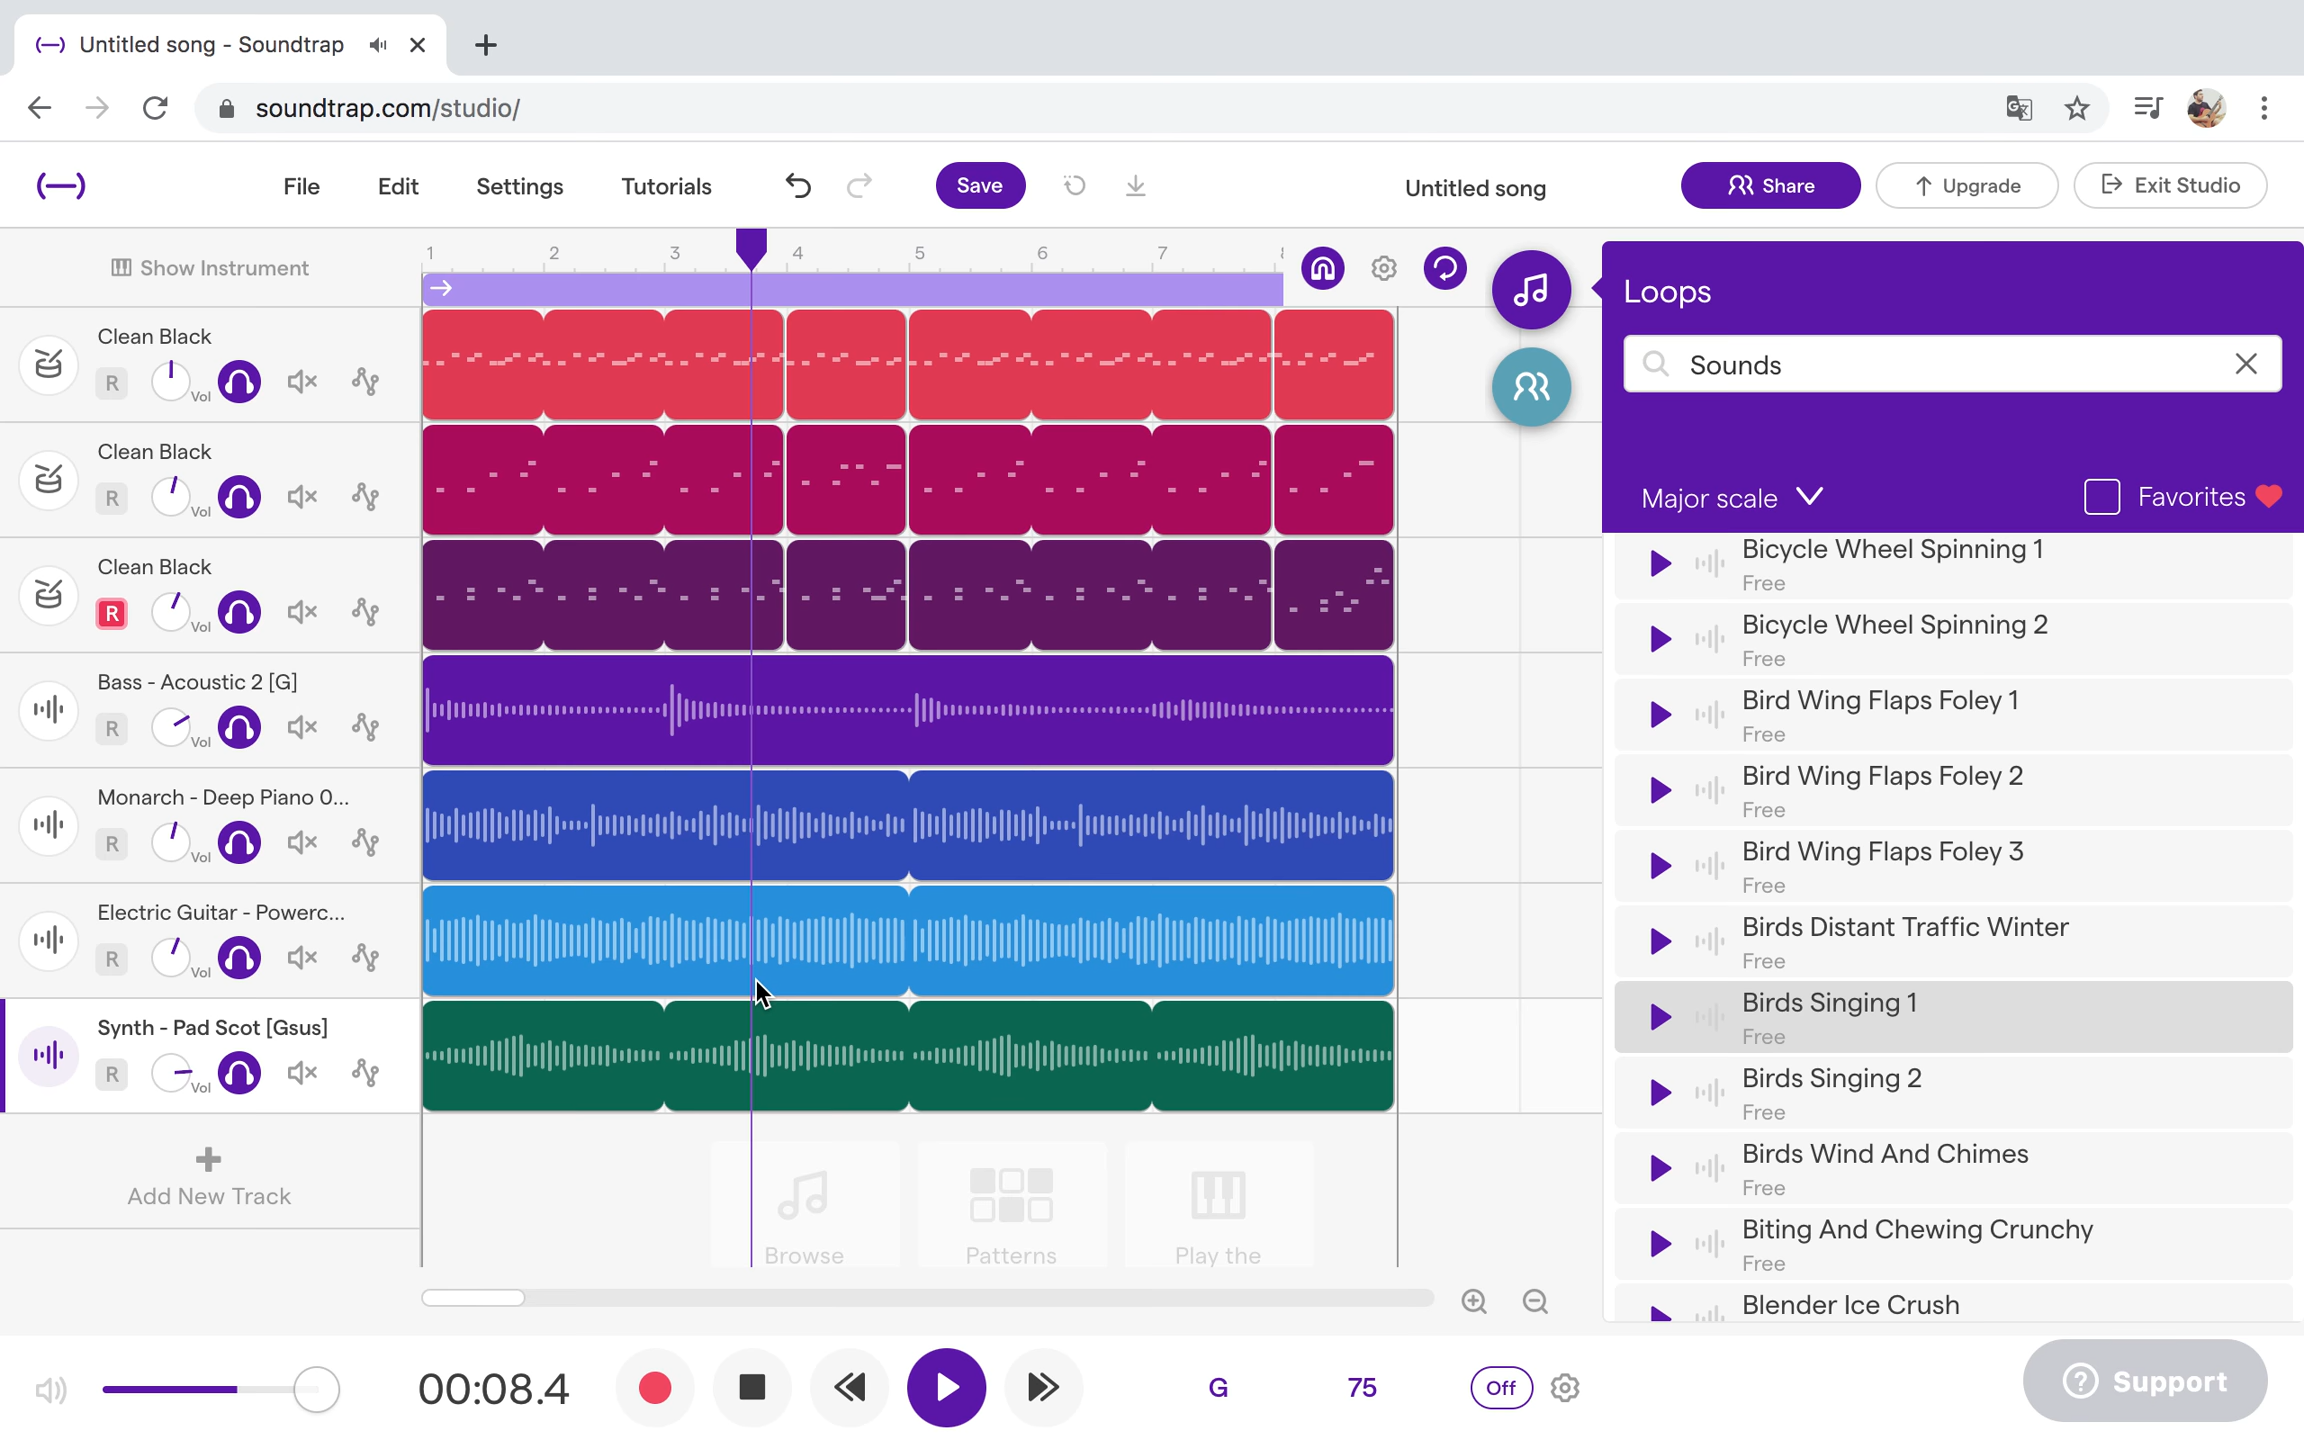 Untitled song - Soundtrap
soundtrap.com/studio/
File Edit Settings Tutorials Save Untitled song Share Upgrade Exit Studio
Show Instrument
1 2 3 4 5 6 7
Loops
Sounds
Major scale Favorites
Clean Black
R Vol
Clean Black
R Vol
Clean Black
R Vol
Bass - Acoustic 2 [G]
R Vol
Monarch - Deep Piano 0...
R Vol
Electric Guitar - Powerc...
R Vol
Synth - Pad Scot [Gsus]
R Vol
Add New Track
Browse Patterns Play the
Bicycle Wheel Spinning 1
Free
Bicycle Wheel Spinning 2
Free
Bird Wing Flaps Foley 1
Free
Bird Wing Flaps Foley 2
Free
Bird Wing Flaps Foley 3
Free
Birds Distant Traffic Winter
Free
Birds Singing 1
Free
Birds Singing 2
Free
Birds Wind And Chimes
Free
Biting And Chewing Crunchy
Free
Blender Ice Crush
00:08.4 G 75 Off Support